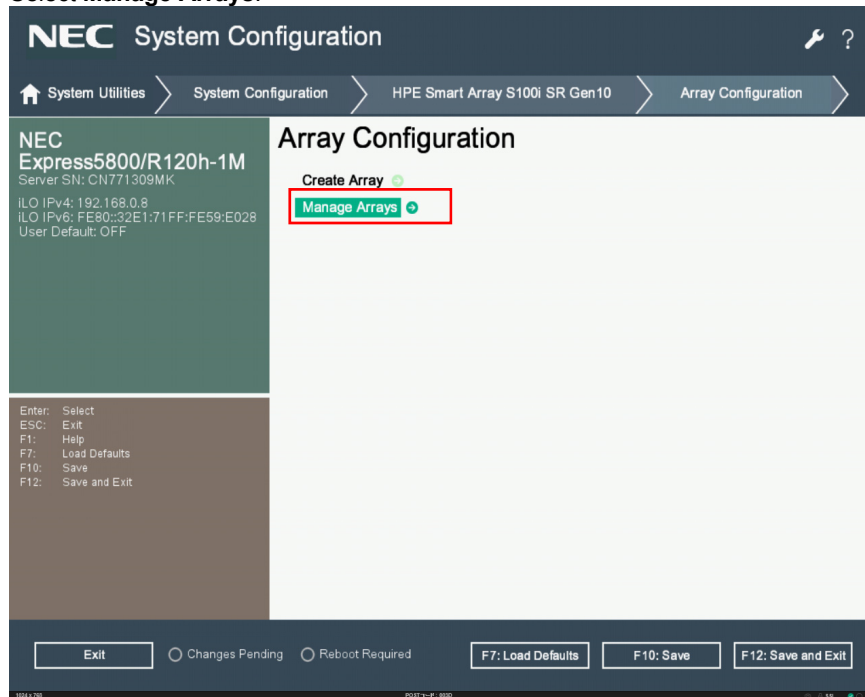 Select Manage Arrays.
NEC System Configuration ?
System Utilities System Configuration HPE Smart Array S100i SR Gen10 Array Configuration
NEC
Express5800/R120h-1M
Server SN: CN771309MK
iLO IPv4: 192.168.0.8
iLO IPv6: FE80::32E1:71FF:FE59:E028
User Default: OFF
Array Configuration
Create Array
Manage Arrays
Enter: Select
ESC: Exit
F1: Help
F7: Load Defaults
F10: Save
F12: Save and Exit
Exit Changes Pending Reboot Required F7: Load Defaults F10: Save F12: Save and Exit
1024 x 768